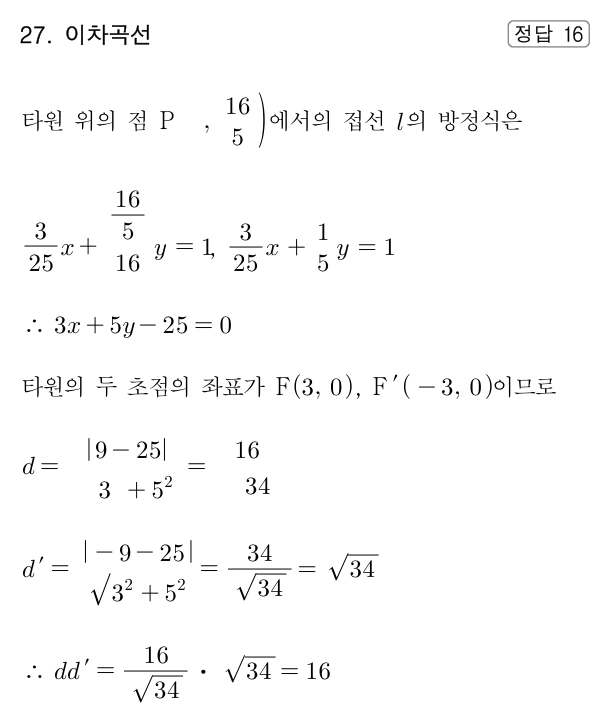 27. 이차곡선 정답 16
타원 위의 점 P , 16/5 )에서의 접선 l의 방정식은
3/25 x + 16/5 / 16 y = 1, 3/25 x + 1 5 y = 1
∴ 3x + 5y - 25 = 0
타원의 두 초점의 좌표가 F(3, 0), F′( - 3, 0)이므로
d = |9 - 25| 3 + 5² = 16 34
d′ = | - 9 - 25| √3² + 5² = 34/√34 = √34
∴ dd′ = 16/√34 · √34 = 16